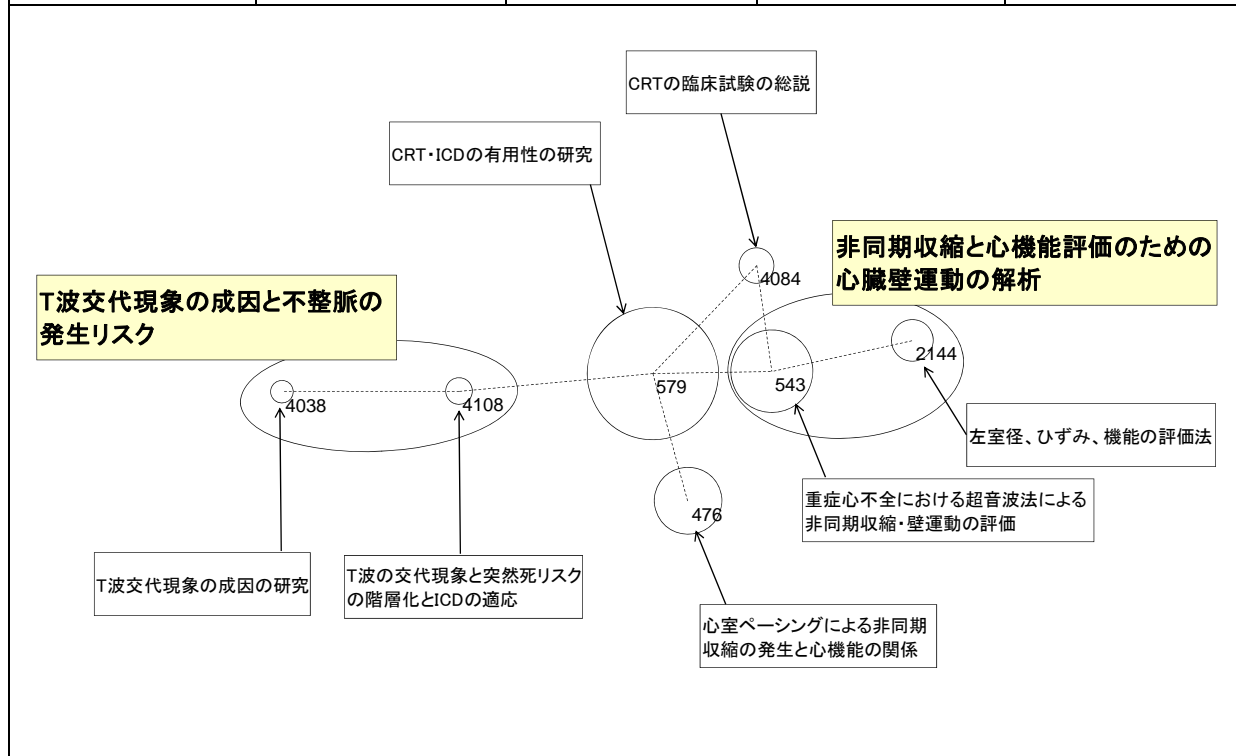 CRTの臨床試験の総説
CRT・ICDの有用性の研究
非同期収縮と心機能評価のための
心臓壁運動の解析
T波交代現象の成因と不整脈の
発生リスク
4084
2144
579
543
4038
4108
左室径、ひずみ、機能の評価法
重症心不全における超音波法による
非同期収縮・壁運動の評価
476
T波交代現象の成因の研究
T波の交代現象と突然死リスク
の階層化とICDの適応
心室ペーシングによる非同期
収縮の発生と心機能の関係